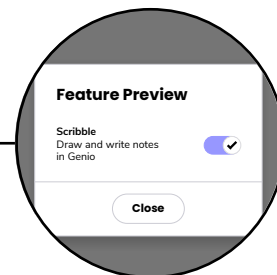 Feature Preview
Scribble
Draw and write notes
in Genio
Close